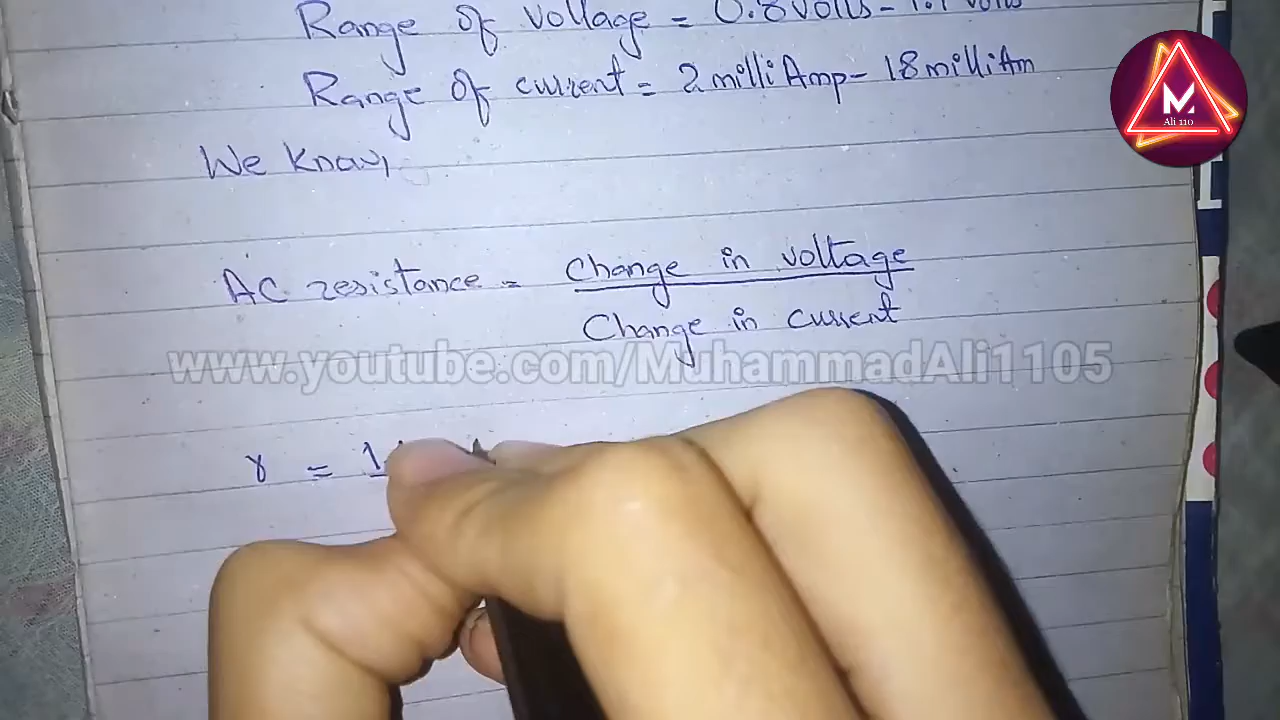 Range of voltage = 0.8 volts -
Range of current = 2 milli Amp - 18 milli Am
We know,
AC resistance = Change in voltage
Change in current
www.youtube.com/MuhammadAli1105
r =
M
Ali 110